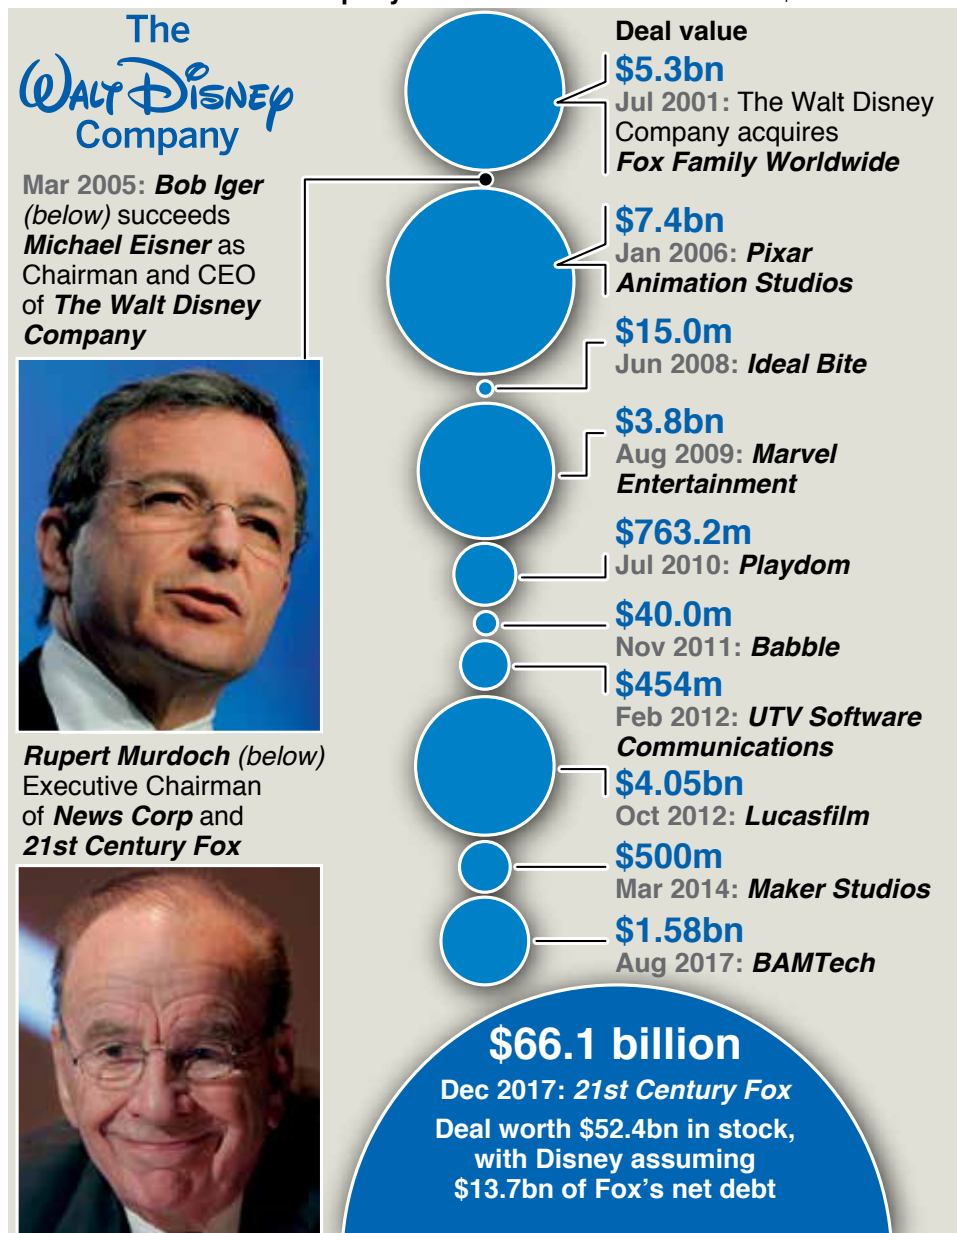 The
WALT DISNEY
Company
Mar 2005: Bob Iger
(below) succeeds
Michael Eisner as
Chairman and CEO
of The Walt Disney
Company
Rupert Murdoch (below)
Executive Chairman
of News Corp and
21st Century Fox
Deal value
$5.3bn
Jul 2001: The Walt Disney
Company acquires
Fox Family Worldwide
$7.4bn
Jan 2006: Pixar
Animation Studios
$15.0m
Jun 2008: Ideal Bite
$3.8bn
Aug 2009: Marvel
Entertainment
$763.2m
Jul 2010: Playdom
$40.0m
Nov 2011: Babble
$454m
Feb 2012: UTV Software
Communications
$4.05bn
Oct 2012: Lucasfilm
$500m
Mar 2014: Maker Studios
$1.58bn
Aug 2017: BAMTech
$66.1 billion
Dec 2017: 21st Century Fox
Deal worth $52.4bn in stock,
with Disney assuming
$13.7bn of Fox's net debt